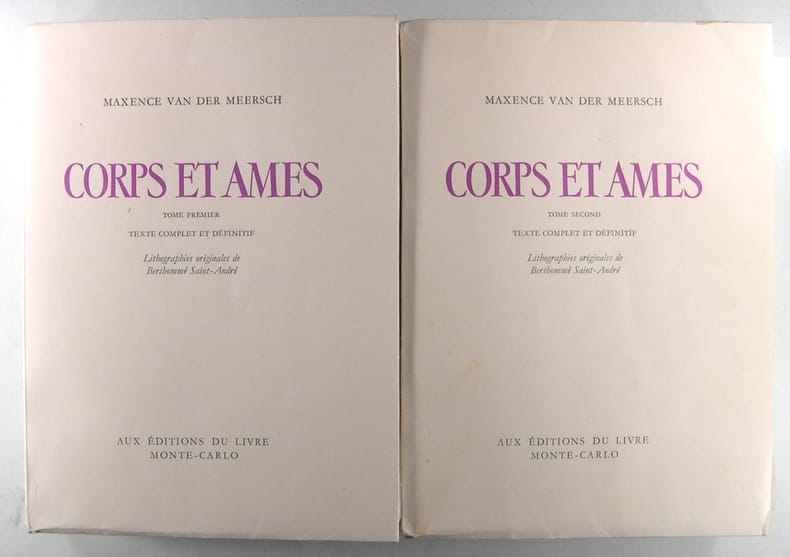 MAXENCE VAN DER MEERSCH
CORPS ET AMES
TOME PREMIER
TEXTE COMPLET ET DÉFINITIF
Lithographies originales de
Berthommé Saint-André
AUX ÉDITIONS DU LIVRE
MONTE-CARLO
MAXENCE VAN DER MEERSCH
CORPS ET AMES
TOME SECOND
TEXTE COMPLET ET DÉFINITIF
Lithographies originales de
Berthommé Saint-André
AUX ÉDITIONS DU LIVRE
MONTE-CARLO